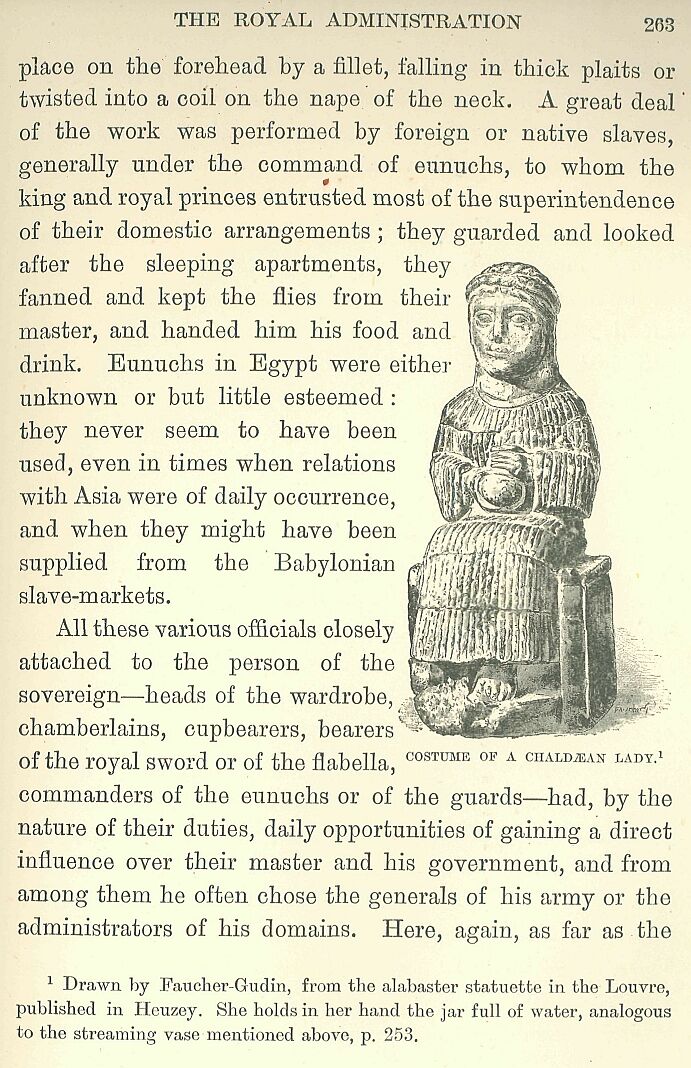 THE ROYAL ADMINISTRATION 263
place on the forehead by a fillet, falling in thick plaits or
twisted into a coil on the nape of the neck. A great deal
of the work was performed by foreign or native slaves,
generally under the command of eunuchs, to whom the
king and royal princes entrusted most of the superintendence
of their domestic arrangements; they guarded and looked
after the sleeping apartments, they
fanned and kept the flies from their
master, and handed him his food and
drink. Eunuchs in Egypt were either
unknown or but little esteemed:
they never seem to have been
used, even in times when relations
with Asia were of daily occurrence,
and when they might have been
supplied from the Babylonian
slave-markets.
All these various officials closely
attached to the person of the
sovereign—heads of the wardrobe,
chamberlains, cupbearers, bearers
of the royal sword or of the flabella,
COSTUME OF A CHALDÆAN LADY.¹
commanders of the eunuchs or of the guards—had, by the
nature of their duties, daily opportunities of gaining a direct
influence over their master and his government, and from
among them he often chose the generals of his army or the
administrators of his domains. Here, again, as far as the
¹ Drawn by Faucher-Gudin, from the alabaster statuette in the Louvre,
published in Heuzey. She holds in her hand the jar full of water, analogous
to the streaming vase mentioned above, p. 253.